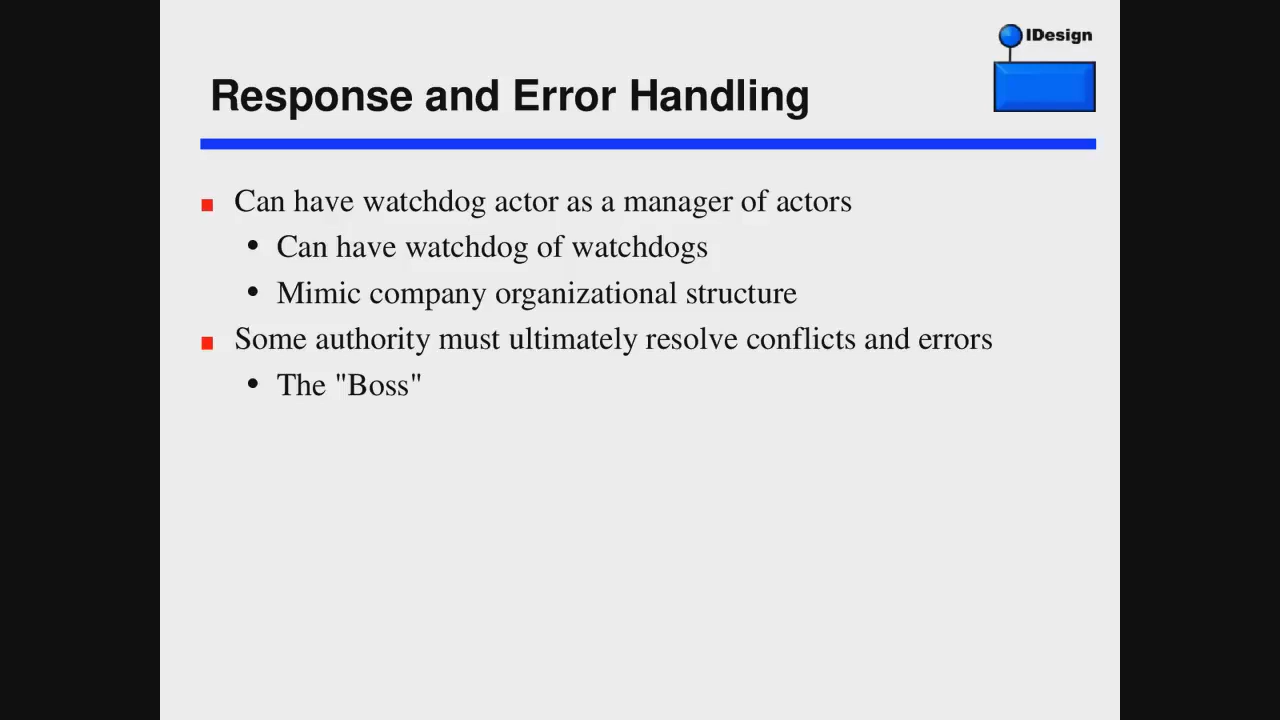 IDesign
Response and Error Handling
Can have watchdog actor as a manager of actors
Can have watchdog of watchdogs
Mimic company organizational structure
Some authority must ultimately resolve conflicts and errors
The "Boss"